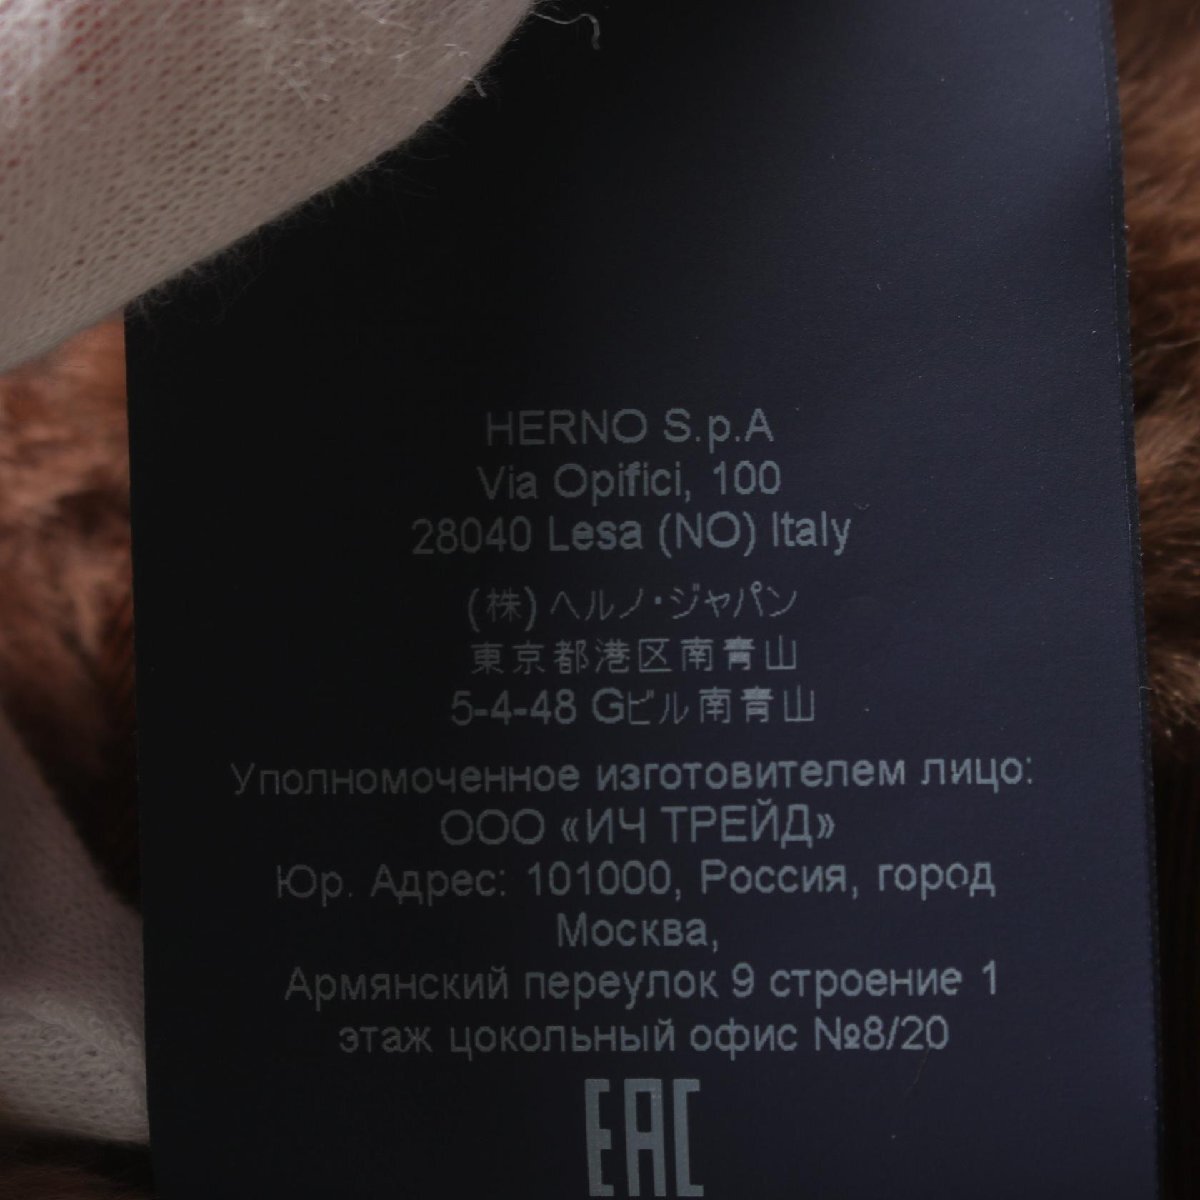 HERNO S.p.A
Via Opifici, 100
28040 Lesa (NO) Italy
(株)ヘルノ・ジャパン
東京都港区南青山
5-4-48 Gビル南青山
Уполномоченное изготовителем лицо:
ООО «ИЧ ТРЕЙД»
Юр. Адрес: 101000, Россия, город
Москва,
Армянский переулок 9 строение 1
этаж цокольный офис №8/20
EAC